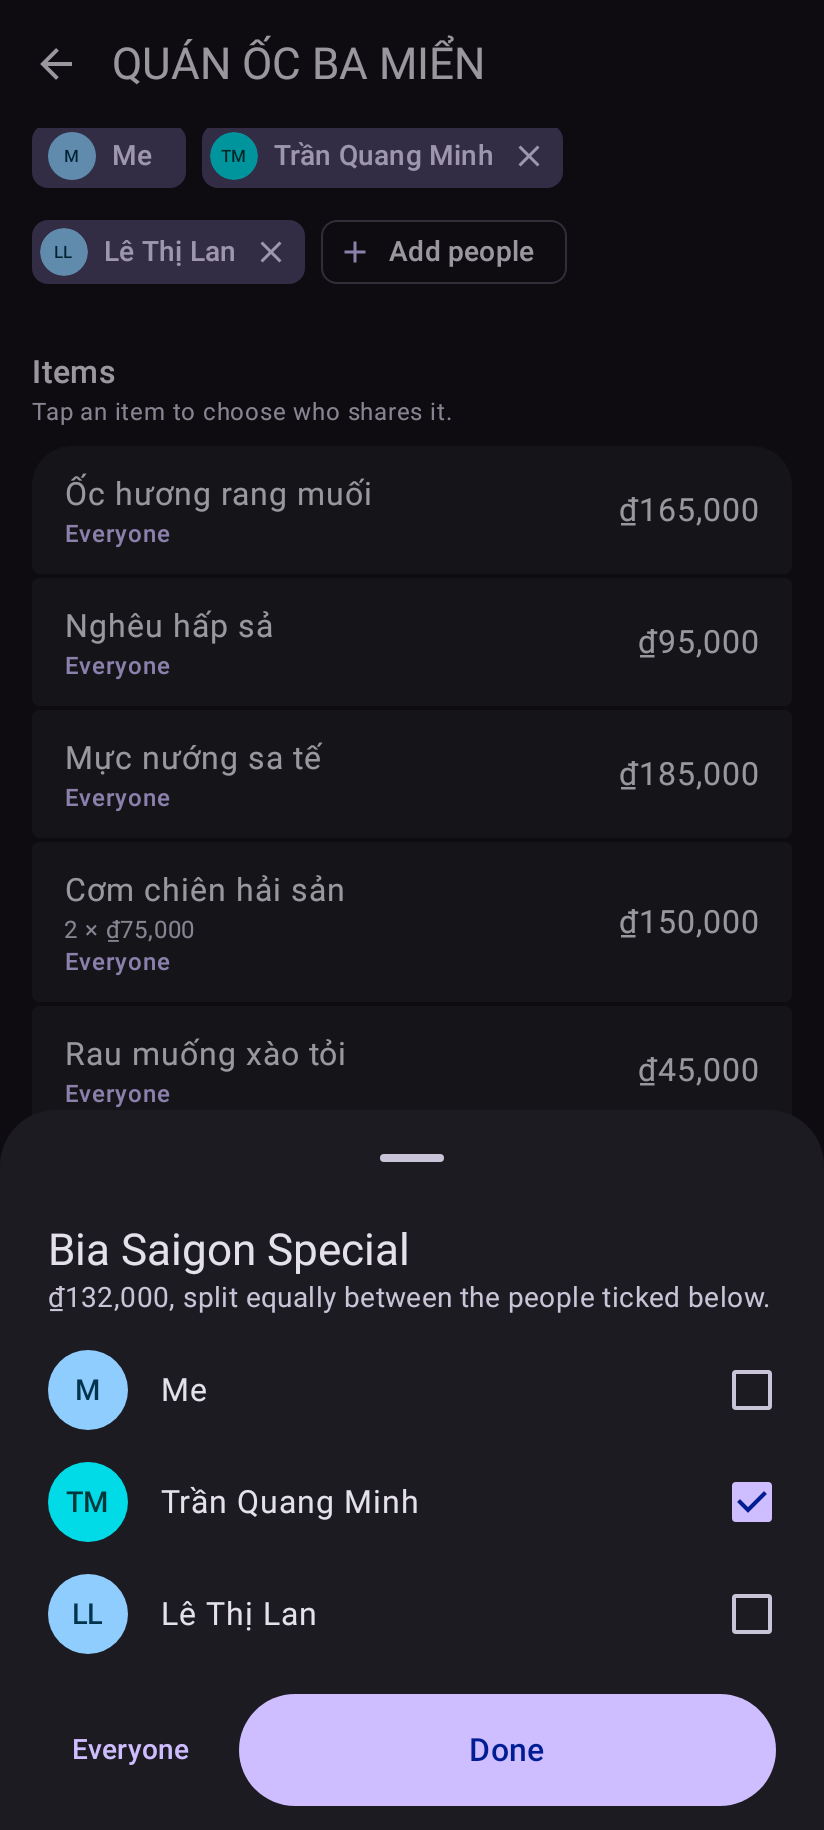 QUÁN ỐC BA MIỂN
M Me
TM Trần Quang Minh
LL Lê Thị Lan
Add people
Items
Tap an item to choose who shares it.
Ốc hương rang muối
₫165,000
Everyone
Nghêu hấp sả
₫95,000
Everyone
Mực nướng sa tế
₫185,000
Everyone
Cơm chiên hải sản
2 × ₫75,000
₫150,000
Everyone
Rau muống xào tỏi
₫45,000
Everyone
Bia Saigon Special
₫132,000, split equally between the people ticked below.
M Me
TM Trần Quang Minh
LL Lê Thị Lan
Everyone
Done